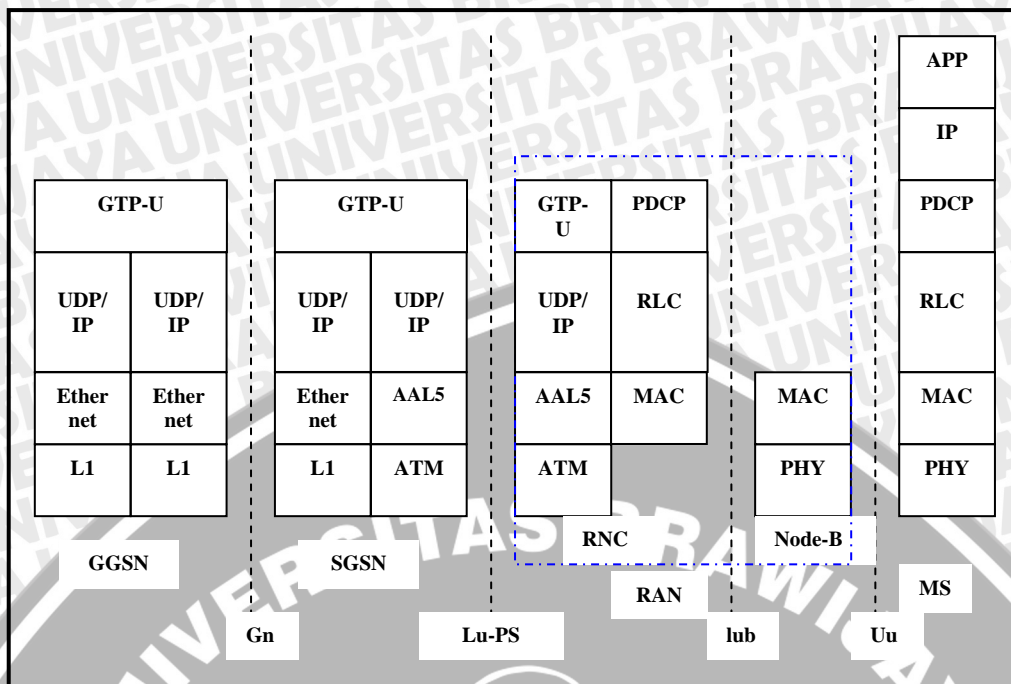 APP
IP
GTP-U
GTP-U
GTP-
U
PDCP
PDCP
UDP/
IP
UDP/
IP
UDP/
IP
UDP/
IP
UDP/
IP
RLC
RLC
Ether
net
Ether
net
Ether
net
AAL5
AAL5
MAC
MAC
MAC
L1
L1
L1
ATM
ATM
PHY
PHY
GGSN
SGSN
RNC
Node-B
RAN
MS
Gn
Lu-PS
lub
Uu
UNIVERSITAS BRAWIJAYA